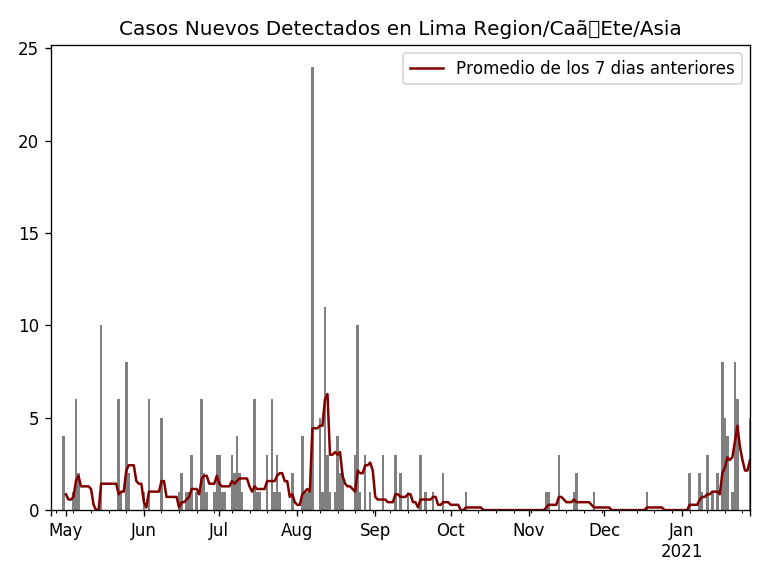 Casos Nuevos Detectados en Lima Region/Caã▯Ete/Asia
25
20
15
10
5
0
Promedio de los 7 dias anteriores
May Jun Jul Aug Sep Oct Nov Dec Jan
2021